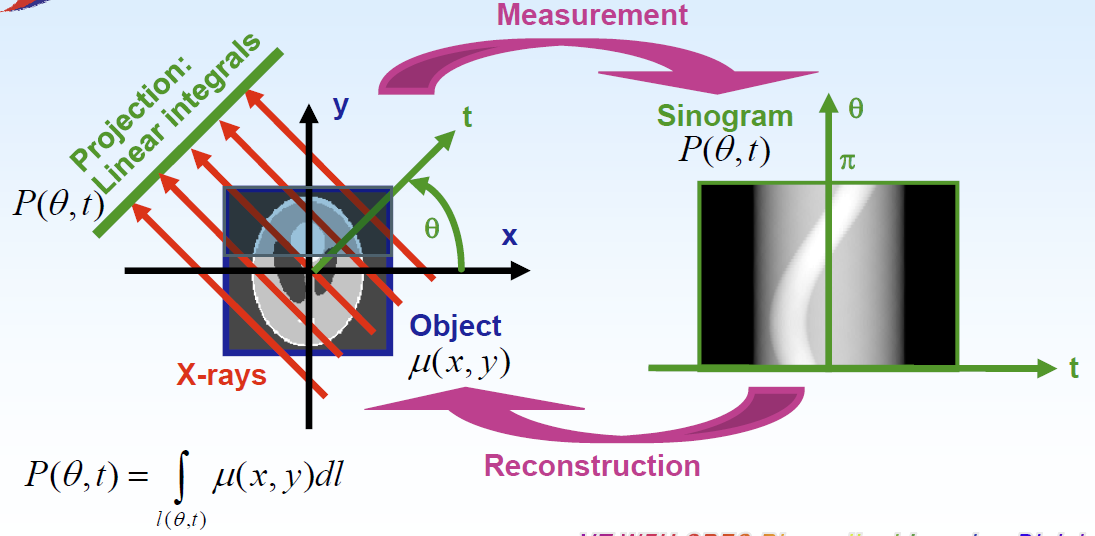 Measurement
Projection:
Linear integrals
P(θ,t)
y
t
θ
x
Object
μ(x, y)
X-rays
Sinogram
P(θ,t)
θ
π
t
Reconstruction
P(θ,t) = ∫ μ(x, y)dl
l(θ,t)